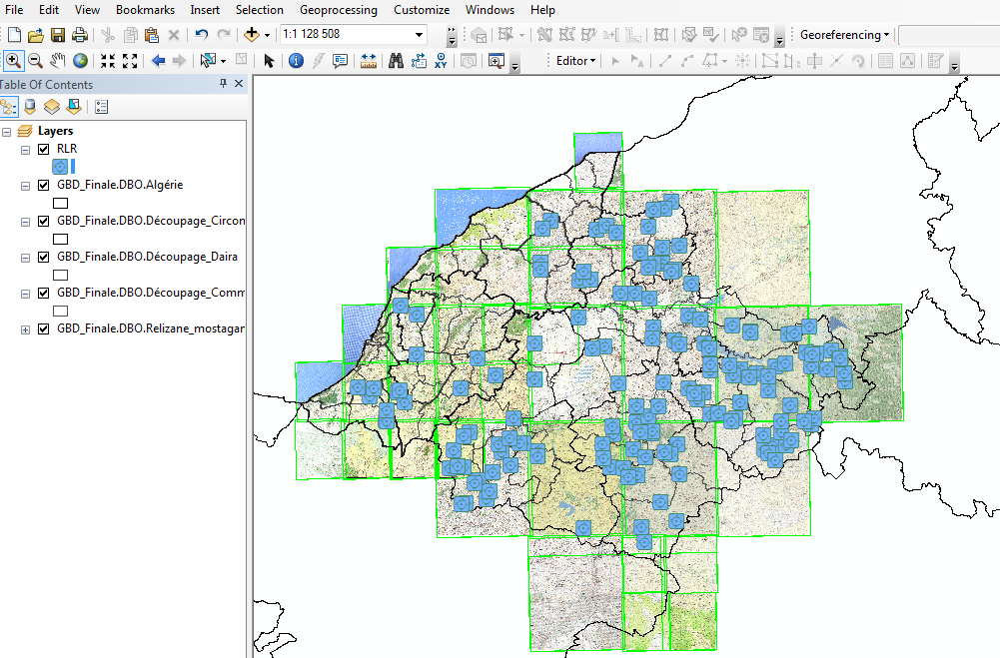 File Edit View Bookmarks Insert Selection Geoprocessing Customize Windows Help
1:1 128 508 Georeferencing
Editor
Table Of Contents
Layers
RLR
GBD_Finale.DBO.Algérie
GBD_Finale.DBO.Découpage_Circon
GBD_Finale.DBO.Découpage_Daira
GBD_Finale.DBO.Découpage_Comm
GBD_Finale.DBO.Relizane_mostagar